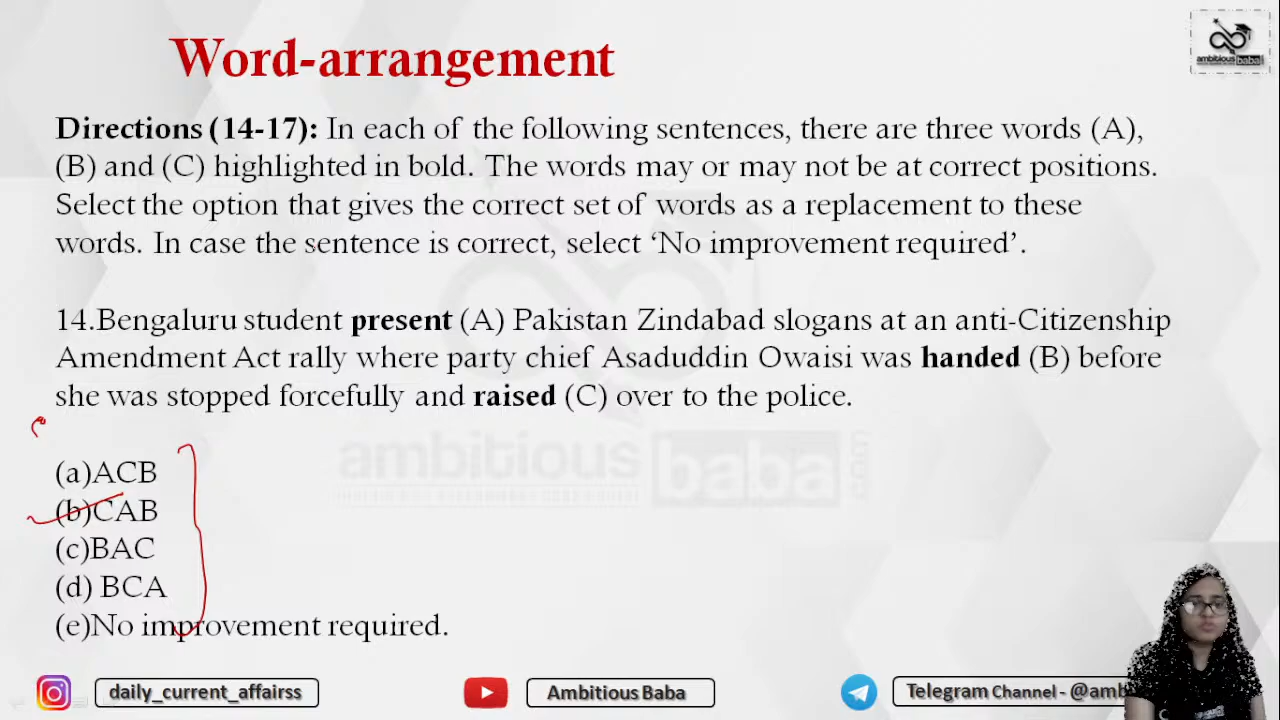 Word-arrangement
ambitious baba
Directions (14-17): In each of the following sentences, there are three words (A),
(B) and (C) highlighted in bold. The words may or may not be at correct positions.
Select the option that gives the correct set of words as a replacement to these
words. In case the sentence is correct, select ‘No improvement required’.
14.Bengaluru student present (A) Pakistan Zindabad slogans at an anti-Citizenship
Amendment Act rally where party chief Asaduddin Owaisi was handed (B) before
she was stopped forcefully and raised (C) over to the police.
ambitious baba .com
(a)ACB
(b)CAB
(c)BAC
(d) BCA
(e)No improvement required.
daily_current_affairss
Ambitious Baba
Telegram Channel - @amb